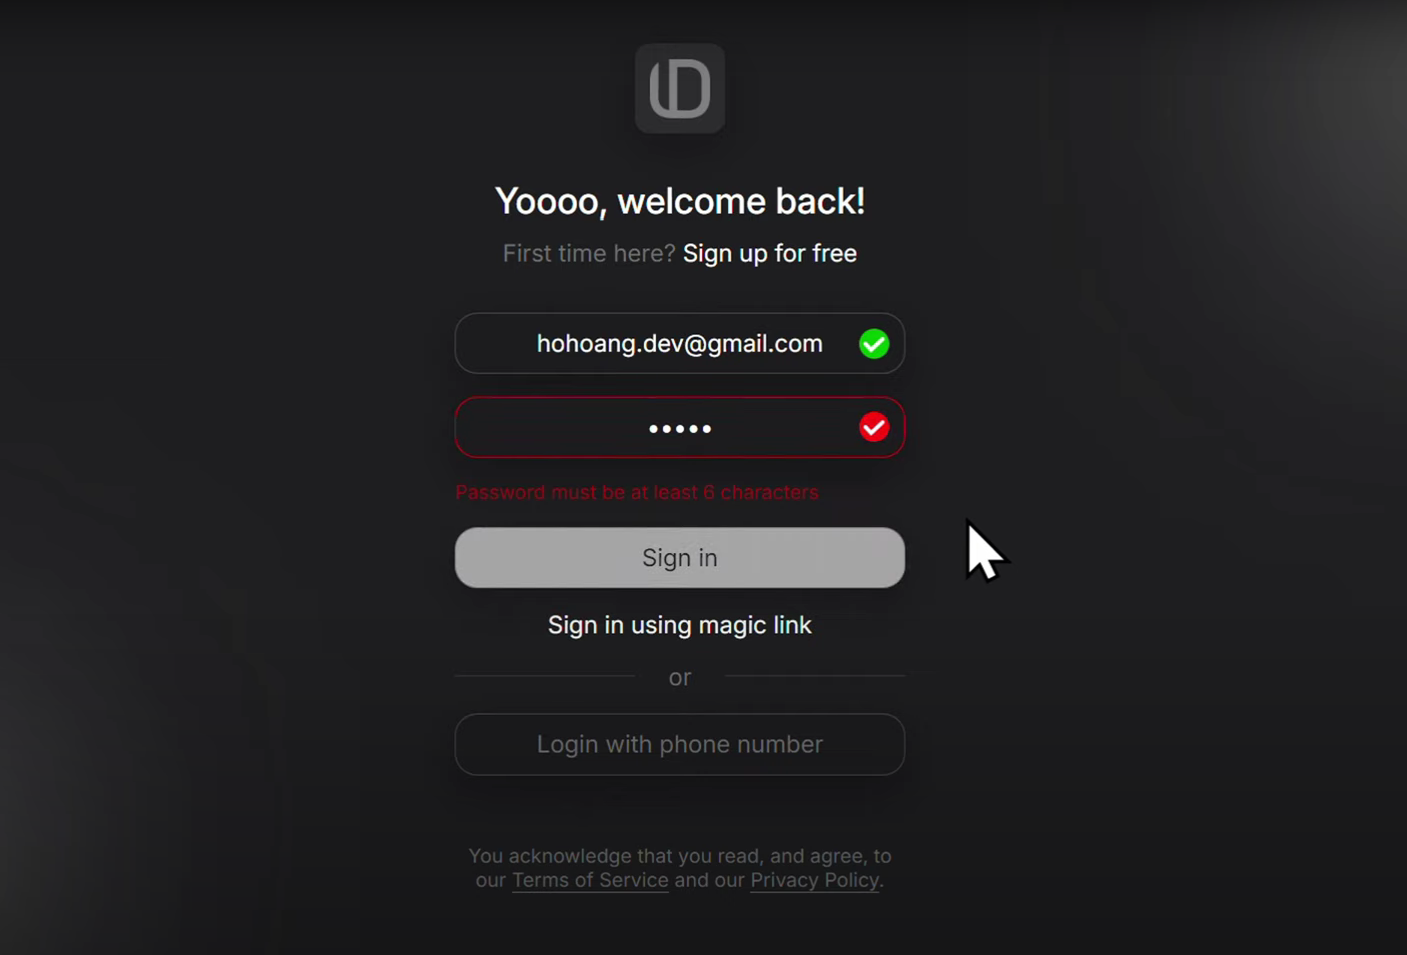 Yoooo, welcome back!
First time here? Sign up for free
hohoang.dev@gmail.com
•••••
Password must be at least 6 characters
Sign in
Sign in using magic link
or
Login with phone number
You acknowledge that you read, and agree, to
our Terms of Service and our Privacy Policy.